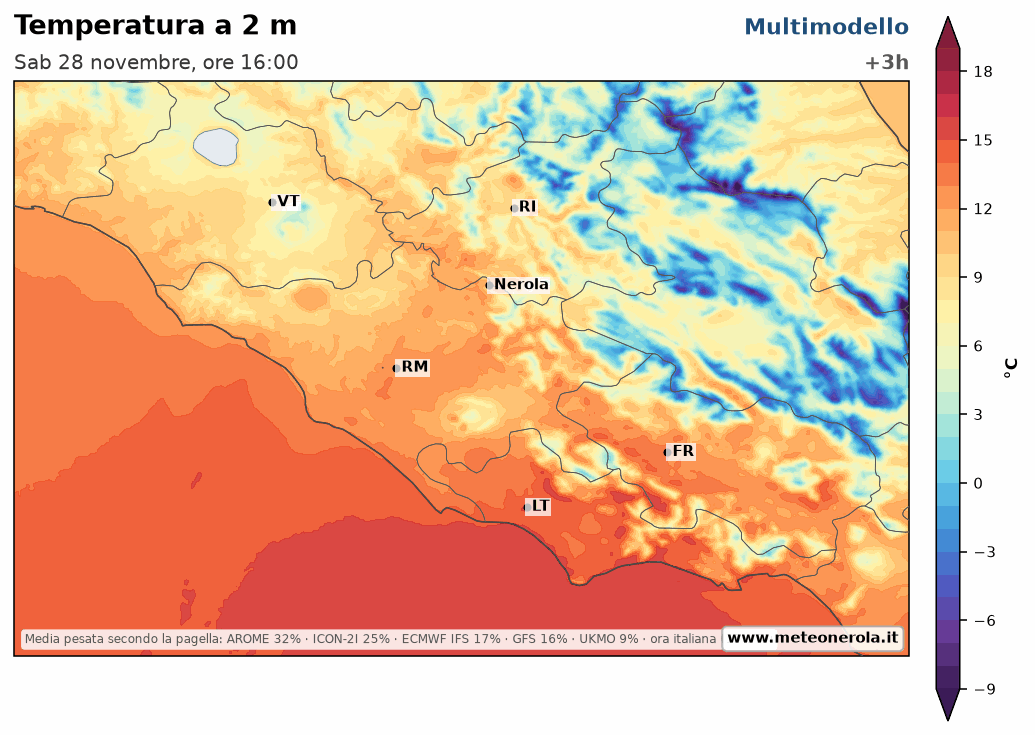 Temperatura a 2 m
Multimodello
Sab 28 novembre, ore 16:00
+3h
VT
RI
Nerola
RM
FR
LT
Media pesata secondo la pagella: AROME 32% · ICON-2I 25% · ECMWF IFS 17% · GFS 16% · UKMO 9% · ora italiana
www.meteonerola.it
18
15
12
9
6
3
0
−3
−6
−9
°C